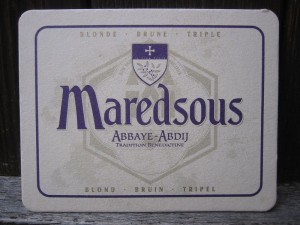 BLONDE · BRUNE · TRIPLE
Maredsous
ABBAYE-ABDIJ
TRADITION BÉNÉDICTINE
BLOND · BRUIN · TRIPEL